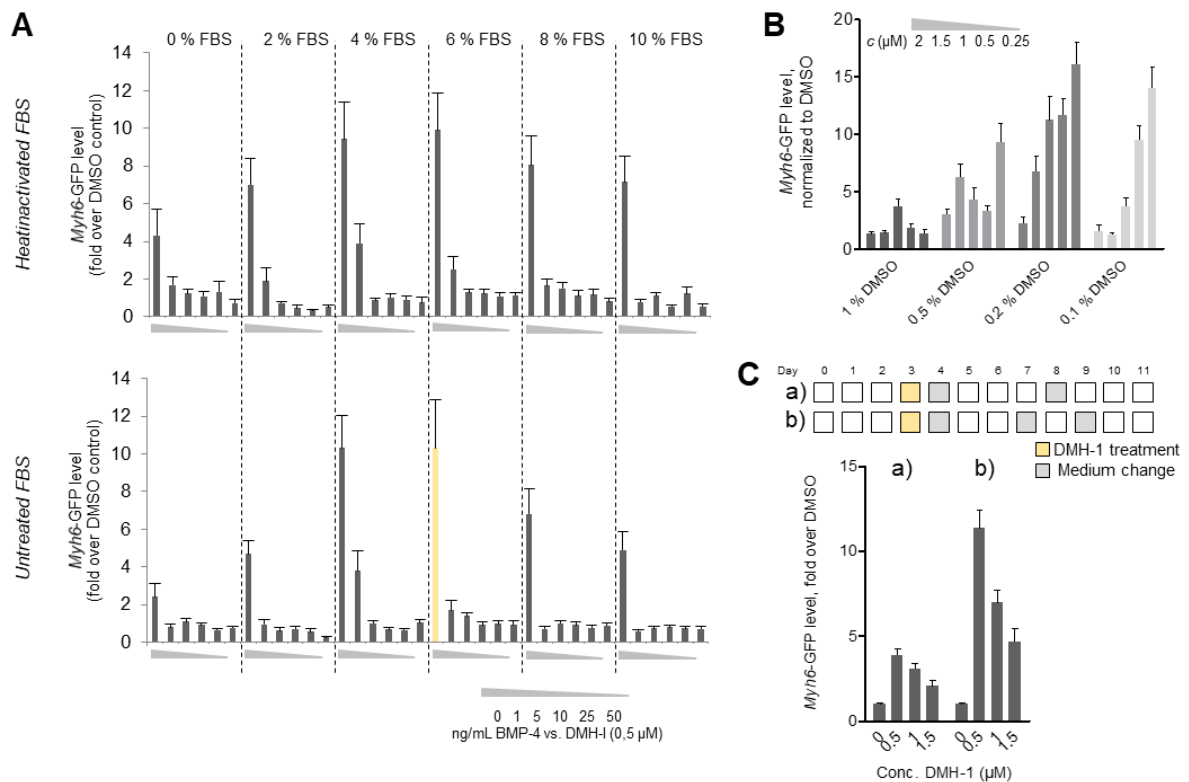 A
0 % FBS 2 % FBS 4 % FBS 6 % FBS 8 % FBS 10 % FBS
Heatinactivated FBS
Myh6-GFP level
(fold over DMSO control)
14
12
10
8
6
4
2
0
Untreated FBS
Myh6-GFP level
(fold over DMSO control)
14
12
10
8
6
4
2
0
0 1 5 10 25 50
ng/mL BMP-4 vs. DMH-I (0,5 µM)
B
Myh6-GFP level,
normalized to DMSO
20
15
10
5
0
c (µM) 2 1.5 1 0.5 0.25
1 % DMSO
0.5 % DMSO
0.2 % DMSO
0.1 % DMSO
C
Day 0 1 2 3 4 5 6 7 8 9 10 11
a)
b)
DMH-1 treatment
Medium change
Myh6-GFP level, fold over DMSO
15
10
5
0
a) b)
0 0.5 1 1.5 0 0.5 1 1.5
Conc. DMH-1 (µM)